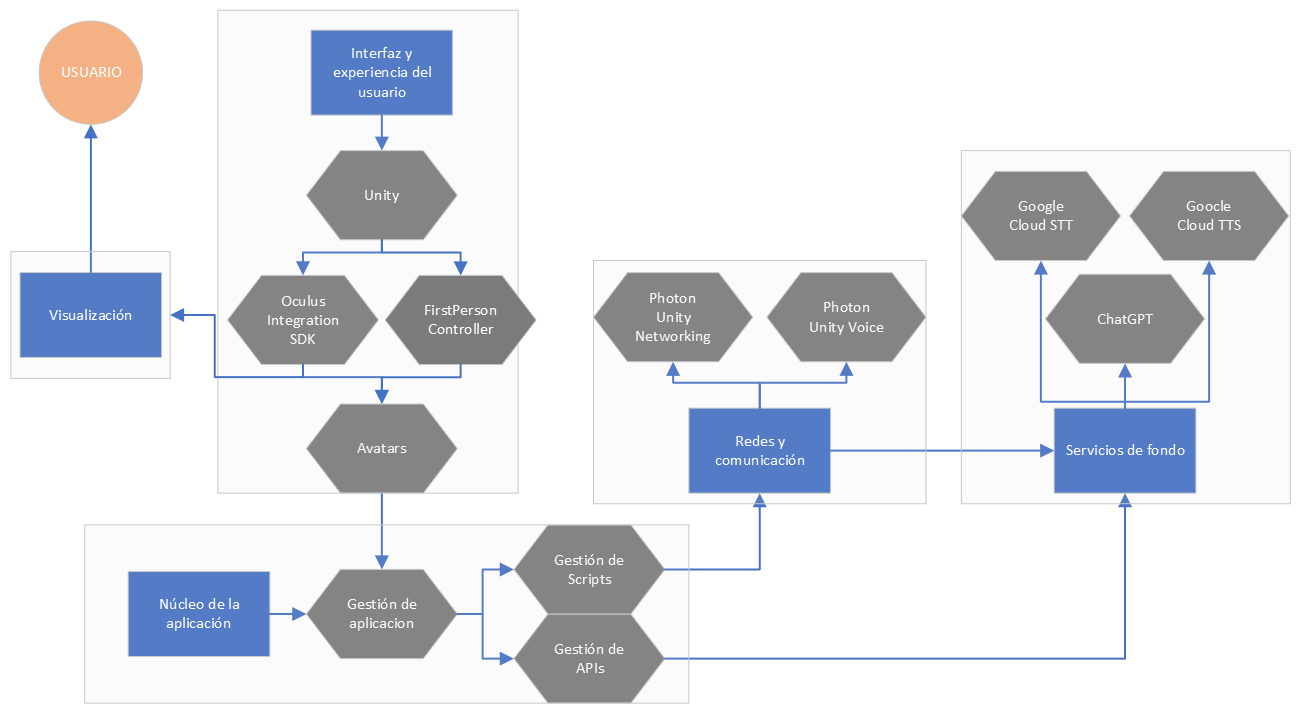 USUARIO
Interfaz y
experiencia del
usuario
Unity
Oculus
Integration
SDK
FirstPerson
Controller
Visualización
Avatars
Photon
Unity
Networking
Photon
Unity Voice
Redes y
comunicación
Google
Cloud STT
Goocle
Cloud TTS
ChatGPT
Servicios de fondo
Núcleo de la
aplicación
Gestión de
aplicacion
Gestión de
Scripts
Gestión de
APIs